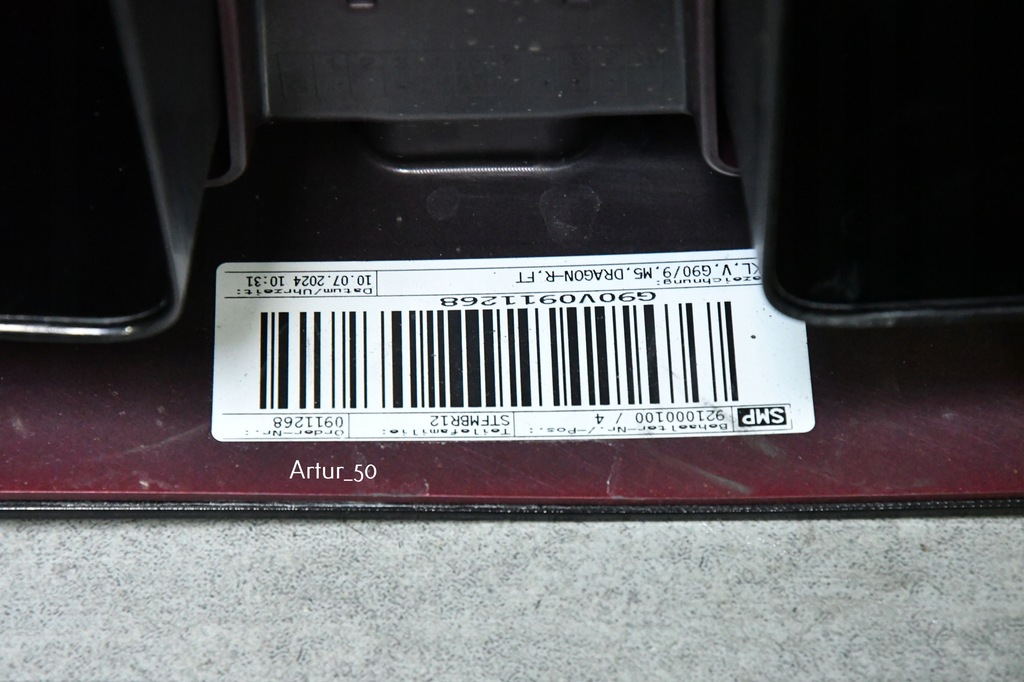 SMP
Behaelter-Nr./-Pos.:
921000100 / 4
Teilefamilie:
STFMBR12
Order-Nr.:
0911268
G90V0911268
ezeichnung:
KL,V,G90/9,M5,DRAGON-R,FT
Datum/Uhrzeit:
10.07.2024 10:31
Artur_50